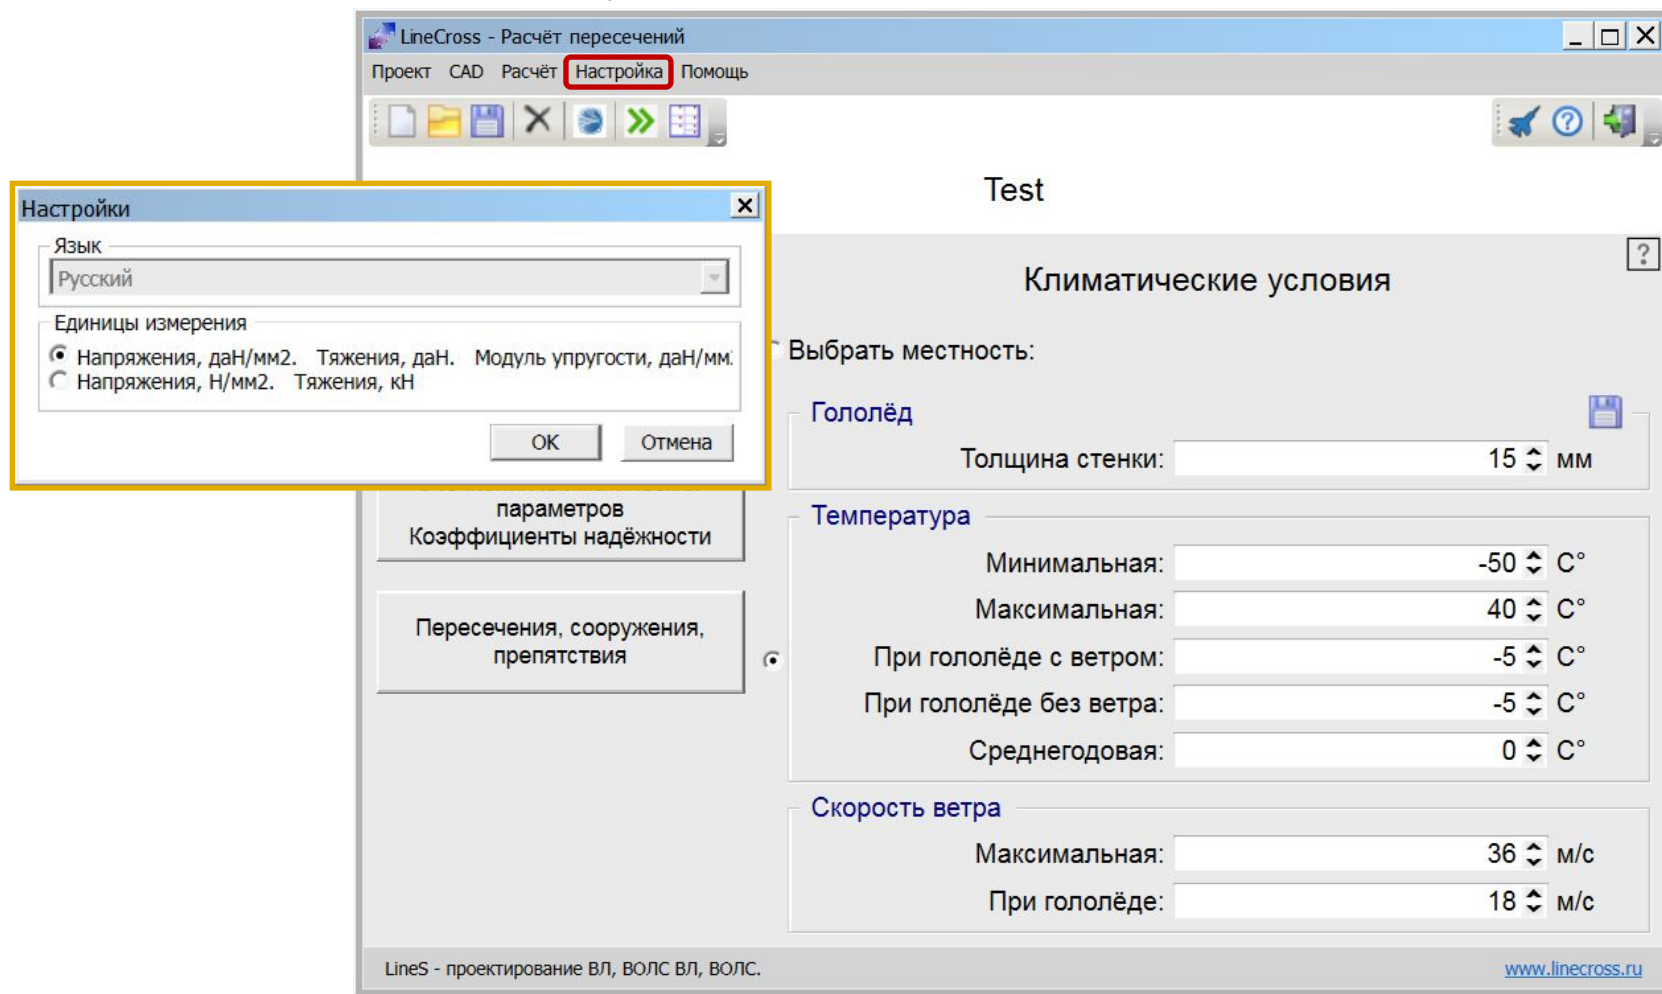 LineCross - Расчёт пересечений
Проект CAD Расчёт Настройка Помощь
Test
Настройки
Язык
Русский
Единицы измерения
Напряжения, даН/мм2. Тяжения, даН. Модуль упругости, даН/мм
Напряжения, Н/мм2. Тяжения, кН
OK Отмена
параметров
Коэффициенты надёжности
Пересечения, сооружения,
препятствия
?
Климатические условия
Выбрать местность:
Гололёд
Толщина стенки: 15 мм
Температура
Минимальная: -50 С°
Максимальная: 40 С°
При гололёде с ветром: -5 С°
При гололёде без ветра: -5 С°
Среднегодовая: 0 С°
Скорость ветра
Максимальная: 36 м/с
При гололёде: 18 м/с
LineS - проектирование ВЛ, ВОЛС ВЛ, ВОЛС. www.linecross.ru